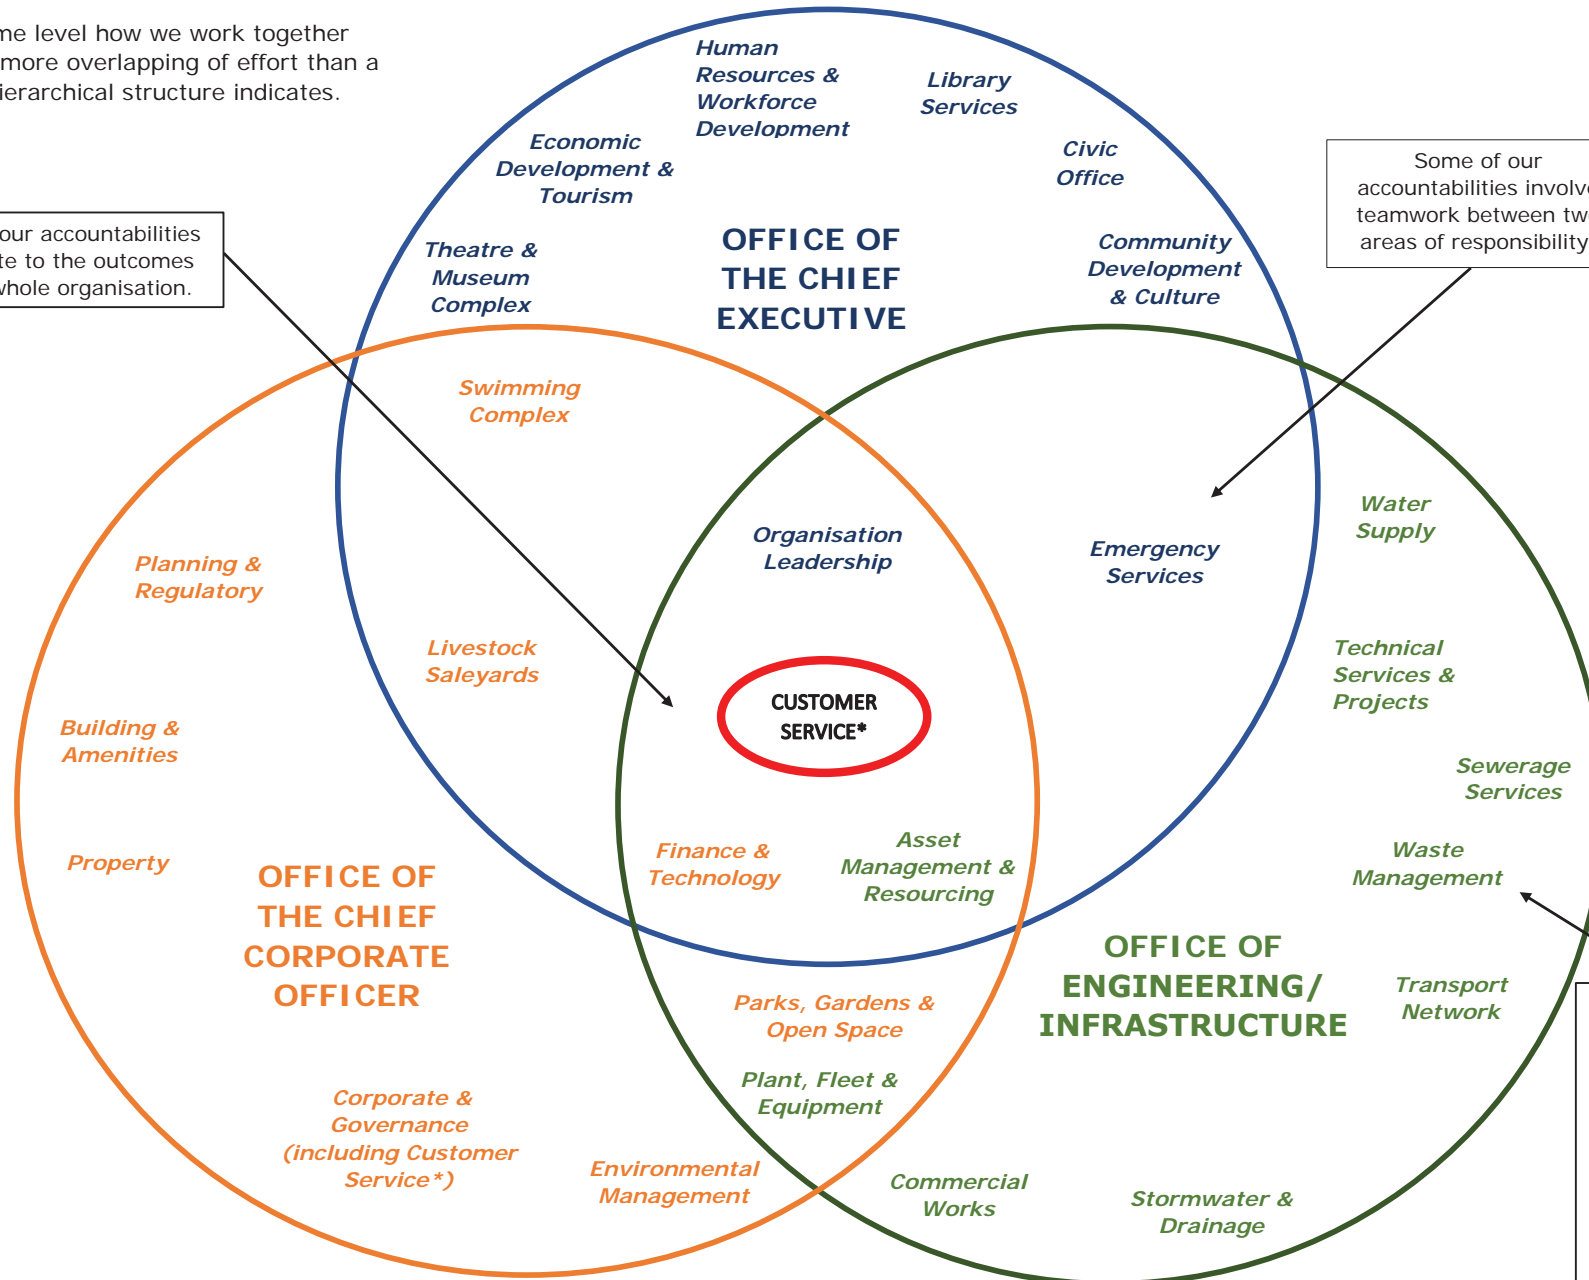 me level how we work together
more overlapping of effort than a
ierarchical structure indicates.
Human
Resources &
Workforce
Development
Library
Services
Economic
Development &
Tourism
Civic
Office
Some of our
accountabilities involve
teamwork between two
areas of responsibility
our accountabilities
te to the outcomes
whole organisation.
Theatre &
Museum
Complex
OFFICE OF
THE CHIEF
EXECUTIVE
Community
Development
& Culture
Swimming
Complex
Organisation
Leadership
Emergency
Services
Water
Supply
Planning &
Regulatory
Livestock
Saleyards
Technical
Services &
Projects
CUSTOMER
SERVICE*
Building &
Amenities
Sewerage
Services
Property
Finance &
Technology
Asset
Management &
Resourcing
Waste
Management
OFFICE OF
THE CHIEF
CORPORATE
OFFICER
OFFICE OF
ENGINEERING/
INFRASTRUCTURE
Transport
Network
Parks, Gardens &
Open Space
Plant, Fleet &
Equipment
Corporate &
Governance
(including Customer
Service*)
Environmental
Management
Commercial
Works
Stormwater &
Drainage